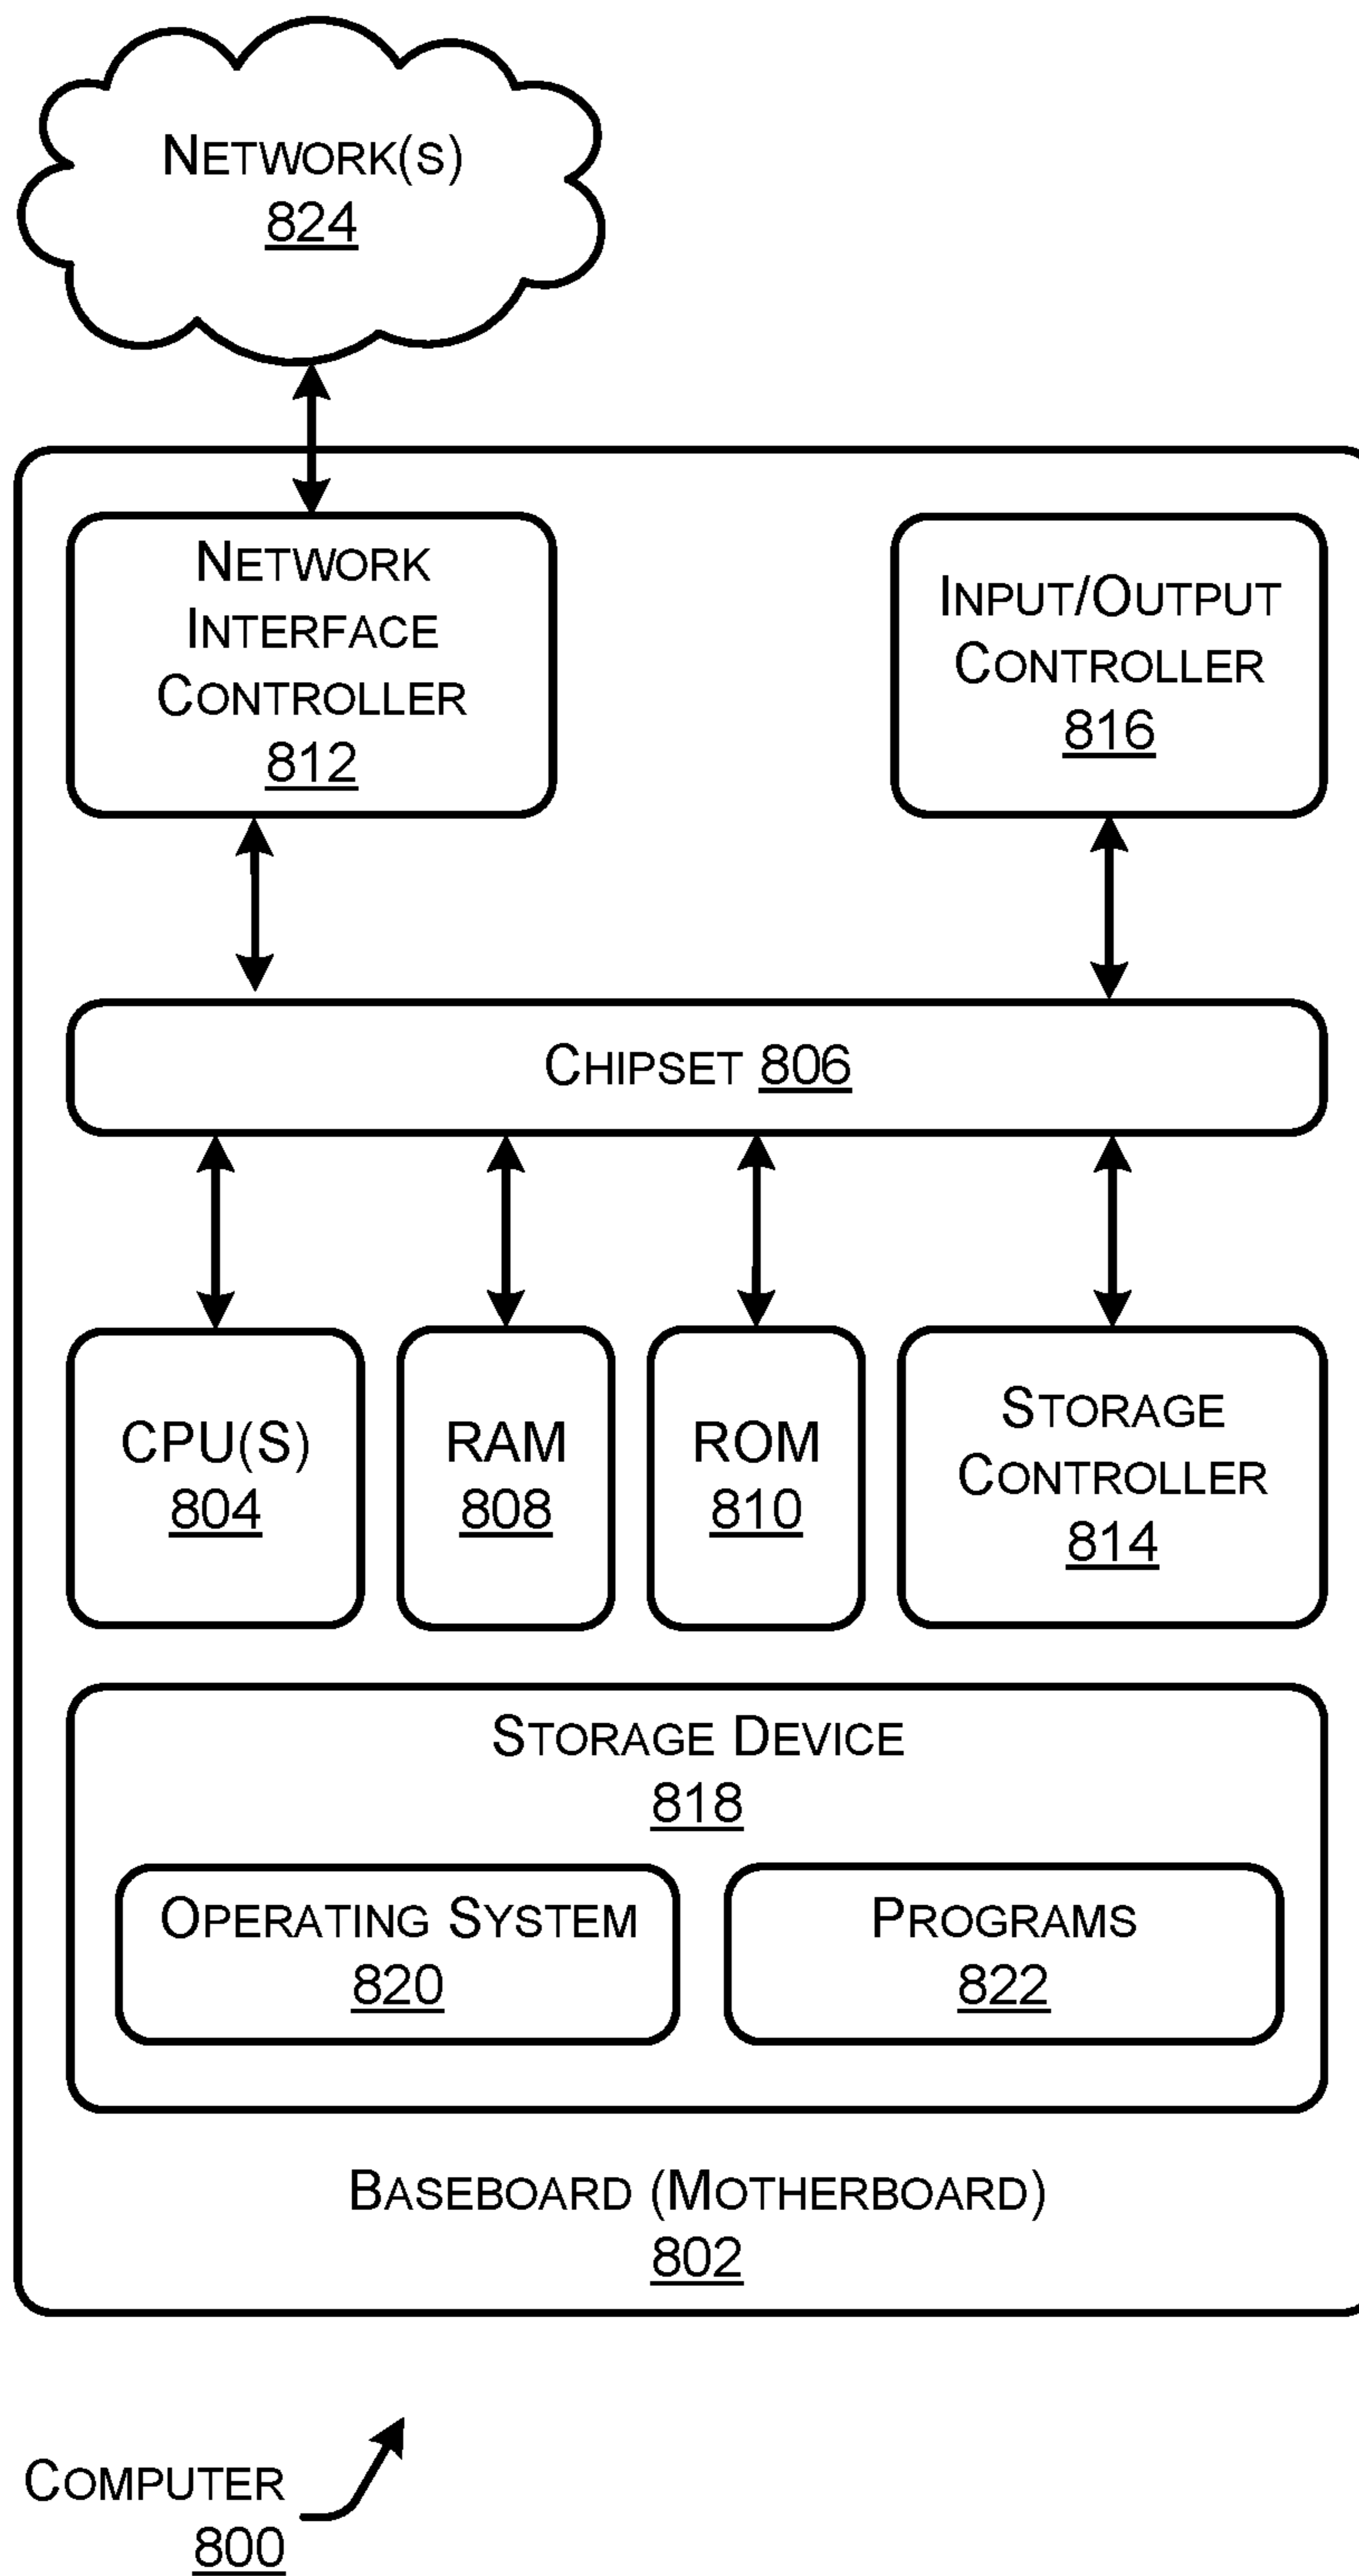 NETWORK(S)
824
NETWORK
INTERFACE
CONTROLLER
812
INPUT/OUTPUT
CONTROLLER
816
CHIPSET 806
CPU(S)
804
RAM
808
ROM
810
STORAGE
CONTROLLER
814
STORAGE DEVICE
818
OPERATING SYSTEM
820
PROGRAMS
822
BASEBOARD (MOTHERBOARD)
802
COMPUTER
800